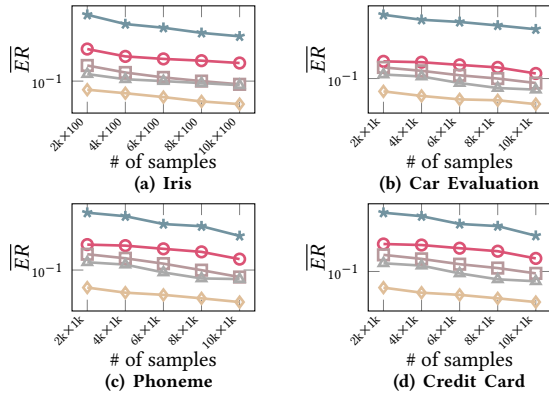 ER
10⁻¹
2k×100 4k×100 6k×100 8k×100 10k×100
# of samples
(a) Iris
ER
10⁻¹
2k×1k 4k×1k 6k×1k 8k×1k 10k×1k
# of samples
(b) Car Evaluation
ER
10⁻¹
2k×1k 4k×1k 6k×1k 8k×1k 10k×1k
# of samples
(c) Phoneme
ER
10⁻¹
2k×1k 4k×1k 6k×1k 8k×1k 10k×1k
# of samples
(d) Credit Card